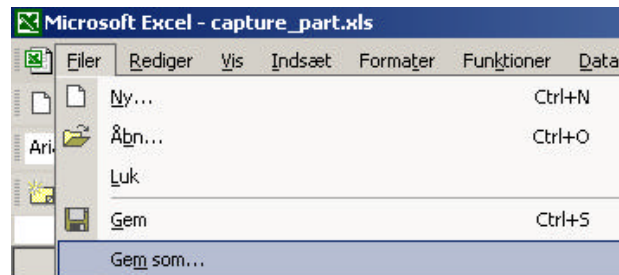 Microsoft Excel - capture_part.xls
Filer Rediger Vis Indsæt Formater Funktioner Data
Ny... Ctrl+N
Åbn... Ctrl+O
Luk
Gem Ctrl+S
Gem som...